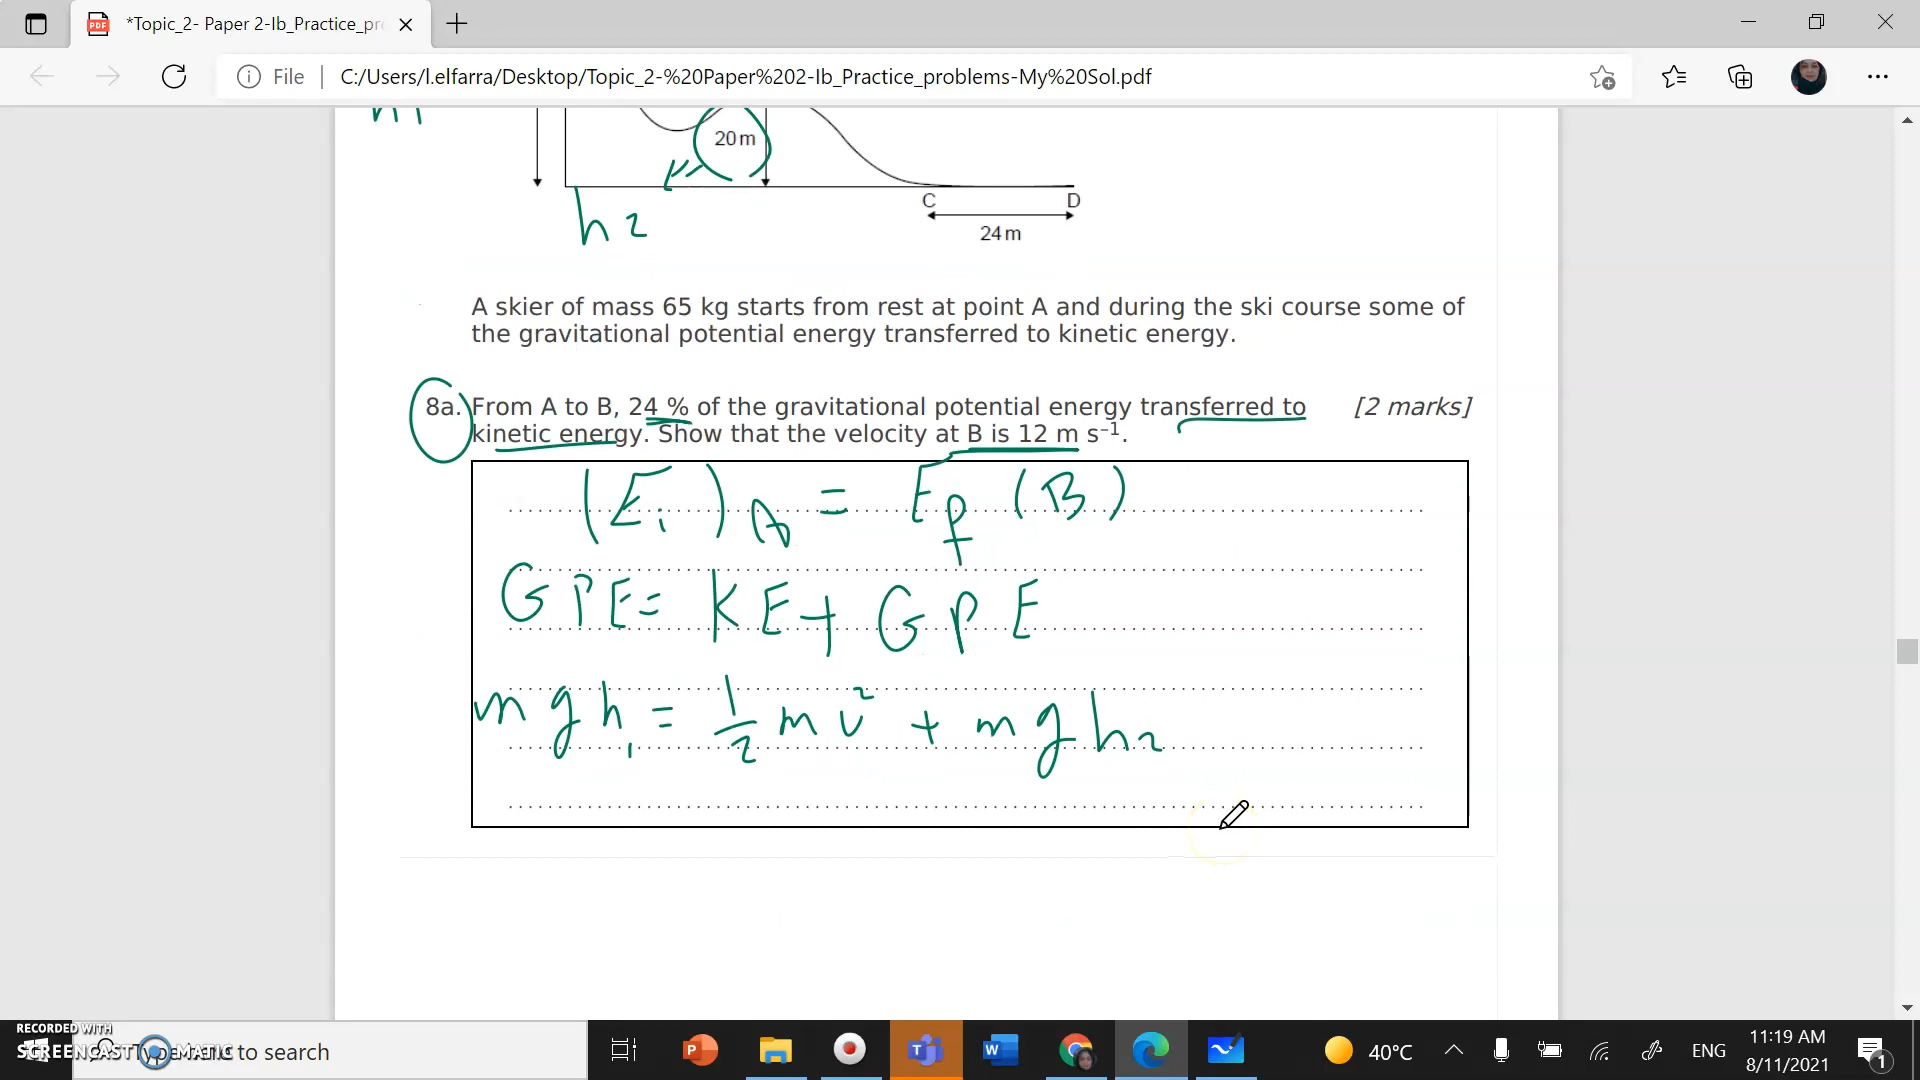 *Topic_2- Paper 2-Ib_Practice_pro
File
C:/Users/l.elfarra/Desktop/Topic_2-%20Paper%202-Ib_Practice_problems-My%20Sol.pdf
h1
20 m
C D
h2
24 m
A skier of mass 65 kg starts from rest at point A and during the ski course some of
the gravitational potential energy transferred to kinetic energy.
8a. From A to B, 24 % of the gravitational potential energy transferred to [2 marks]
kinetic energy. Show that the velocity at B is 12 m s⁻¹.
(Ei)A = Ef (B)
GPE = KE + GPE
mgh1 = 1/2 mv² + mgh2
RECORDED WITH
SCREENCAST MATIC
to search
40°C
ENG
11:19 AM
8/11/2021
1